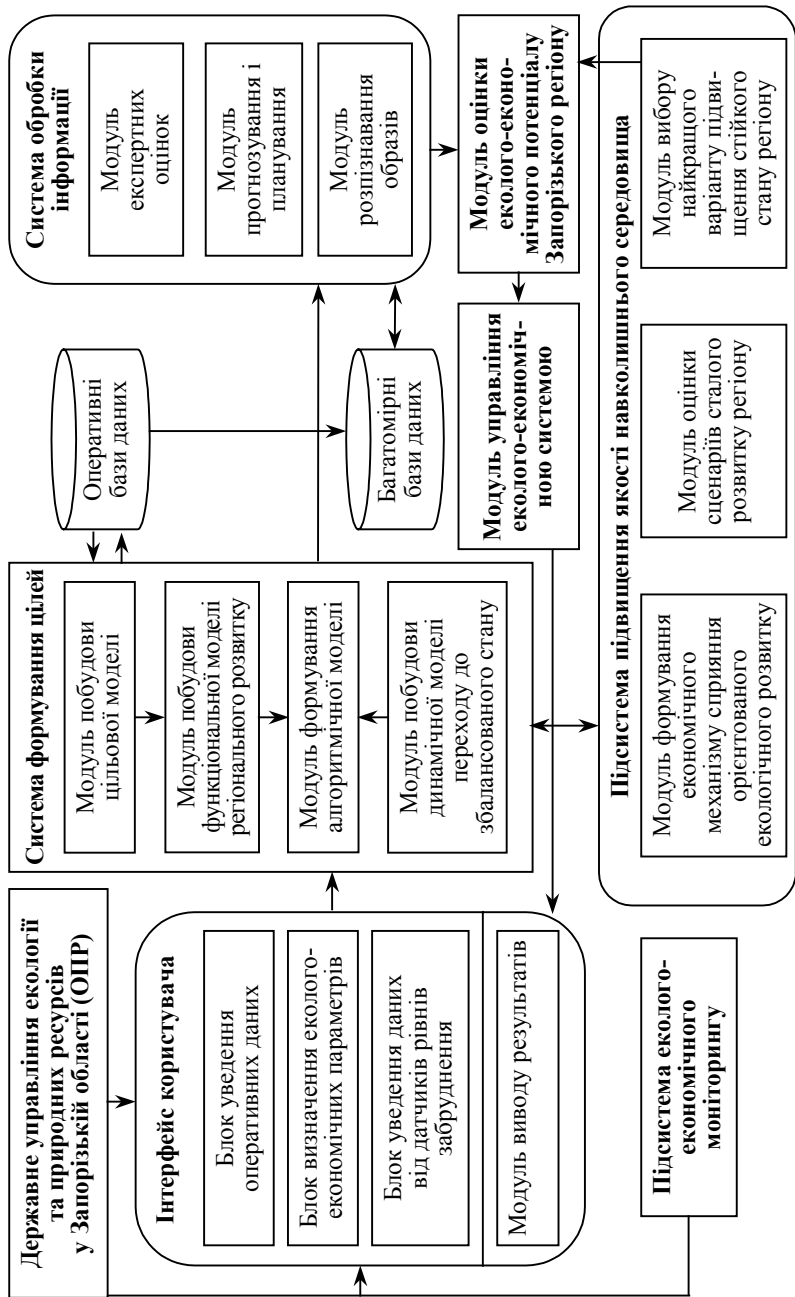 Державне управління екології
та природних ресурсів
у Запорізькій області (ОПР)
Інтерфейс користувача
Блок уведення
оперативних даних
Блок визначення еколого-
економічних параметрів
Блок уведення даних
від датчиків рівнів
забруднення
Модуль виводу результатів
Підсистема еколого-
економічного
моніторингу
Система формування цілей
Модуль побудови
цільової моделі
Модуль побудови
функціональної моделі
регіонального розвитку
Модуль формування
алгоритмічної моделі
Модуль побудови
динамічної моделі
переходу до
збалансованого стану
Оперативні
бази даних
Багатомірні
бази даних
Система обробки
інформації
Модуль
експертних
оцінок
Модуль
прогнозування і
планування
Модуль
розпізнавання
образів
Модуль управління
еколого-економіч-
ною системою
Модуль оцінки
еколого-еконо-
мічного потенціалу
Запорізького регіону
Підсистема підвищення якості навколишнього середовища
Модуль формування
економічного
механізму сприяння
орієнтованого
екологічного розвитку
Модуль оцінки
сценаріїв сталого
розвитку регіону
Модуль вибору
найкращого
варіанту підви-
щення стійкого
стану регіону